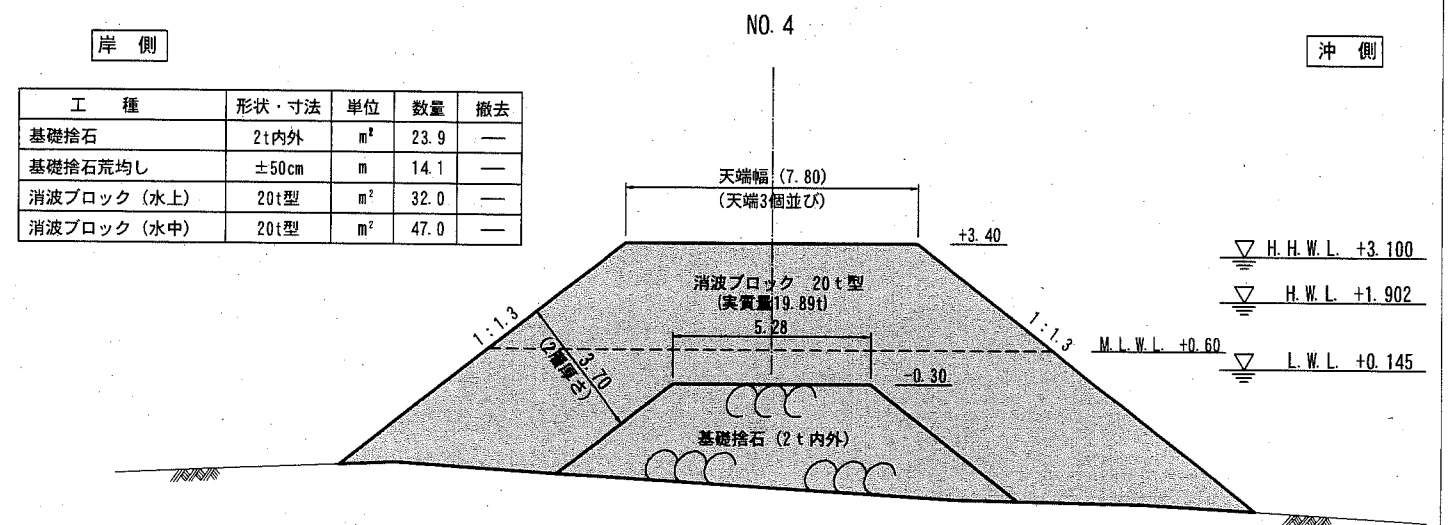 NO. 4
岸 側
沖 側
工 種 形状・寸法 単位 数量 撤去
基礎捨石 2t内外 m² 23.9 ―
基礎捨石荒均し ±50cm m 14.1 ―
消波ブロック (水上) 20t型 m² 32.0 ―
消波ブロック (水中) 20t型 m² 47.0 ―
天端幅 (7.80)
(天端3個並び)
+3.40
H. H. W. L. +3.100
消波ブロック 20t型
(実質量19.89t)
H. W. L. +1.902
5.28
1:1.3
1:1.3
M. L. W. L. +0.60
L. W. L. +0.145
3.70
(2層厚さ)
-0.30
基礎捨石 (2t内外)